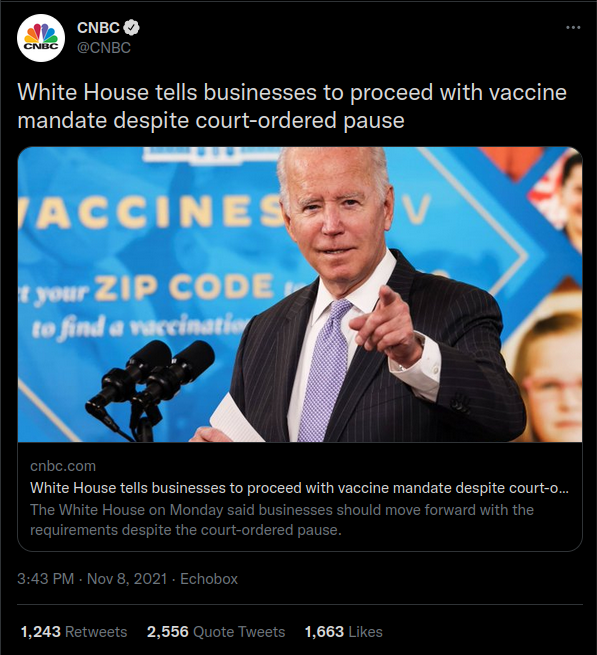 CNBC
CNBC
@CNBC
White House tells businesses to proceed with vaccine
mandate despite court-ordered pause
VACCINES
V
t your ZIP CODE t
to find a vaccinatio
cnbc.com
White House tells businesses to proceed with vaccine mandate despite court-o...
The White House on Monday said businesses should move forward with the
requirements despite the court-ordered pause.
3:43 PM · Nov 8, 2021 · Echobox
1,243 Retweets 2,556 Quote Tweets 1,663 Likes